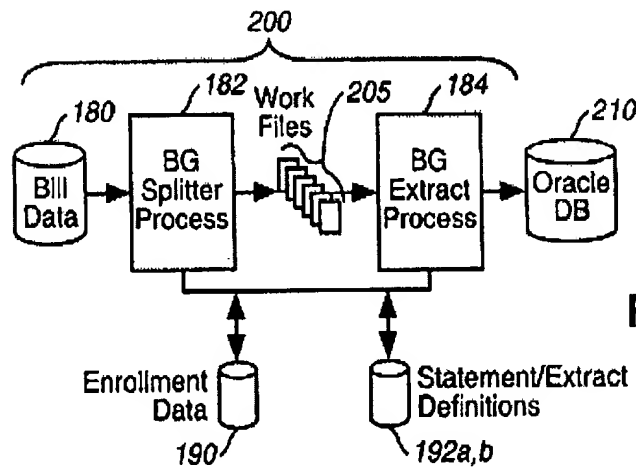 200
180
182
Work
Files
205
184
210
Bill
Data
BG
Splitter
Process
BG
Extract
Process
Oracle
DB
Enrollment
Data
190
Statement/Extract
Definitions
192a,b